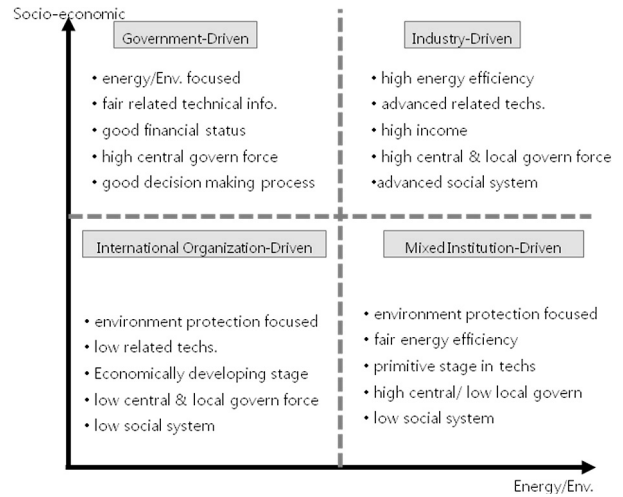 Socio-economic
Government-Driven
• energy/Env. focused
• fair related technical info.
• good financial status
• high central govern force
• good decision making process
Industry-Driven
• high energy efficiency
• advanced related techs.
• high income
• high central & local govern force
•advanced social system
International Organization-Driven
• environment protection focused
• low related techs.
• Economically developing stage
• low central & local govern force
• low social system
Mixed Institution-Driven
• environment protection focused
• fair energy efficiency
• primitive stage in techs
• high central/ low local govern
• low social system
Energy/Env.